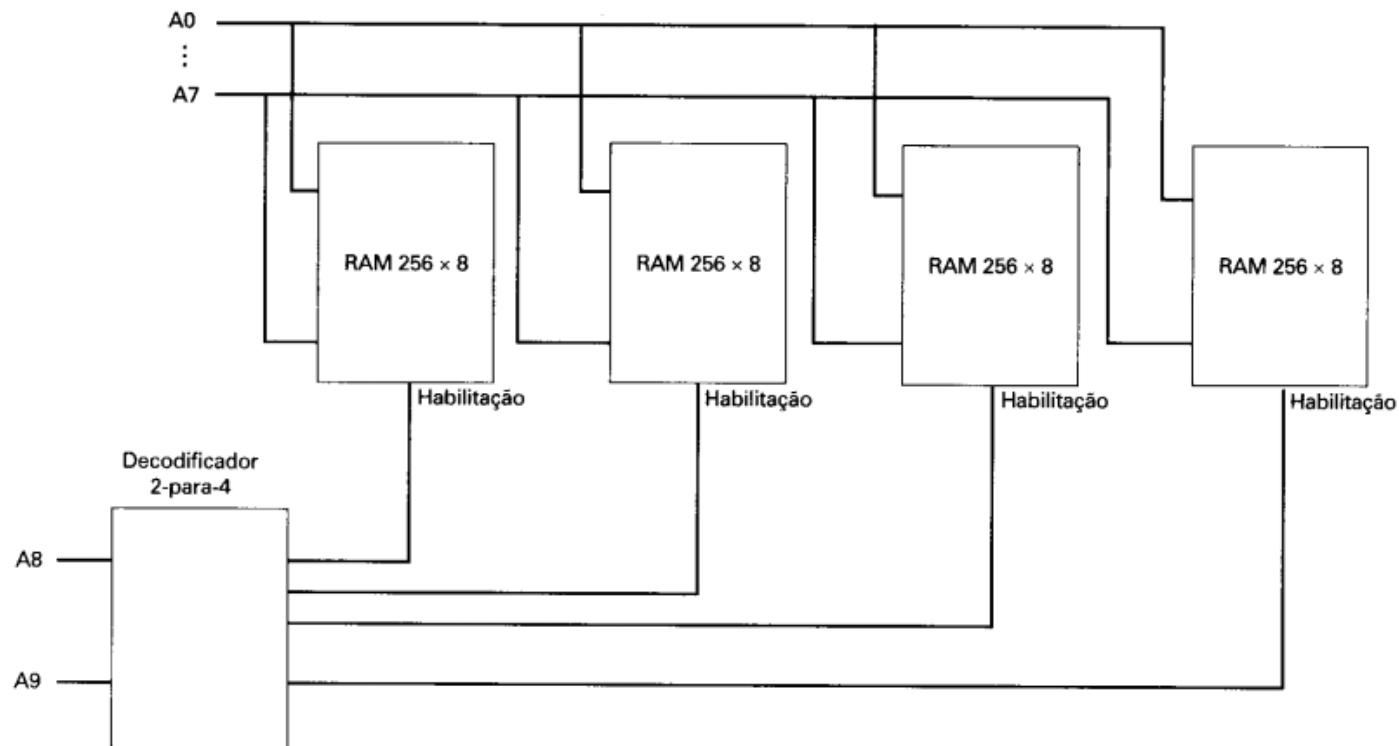 A0
⋮
A7
RAM 256 × 8
RAM 256 × 8
RAM 256 × 8
RAM 256 × 8
Habilitação
Habilitação
Habilitação
Habilitação
Decodificador
2-para-4
A8
A9